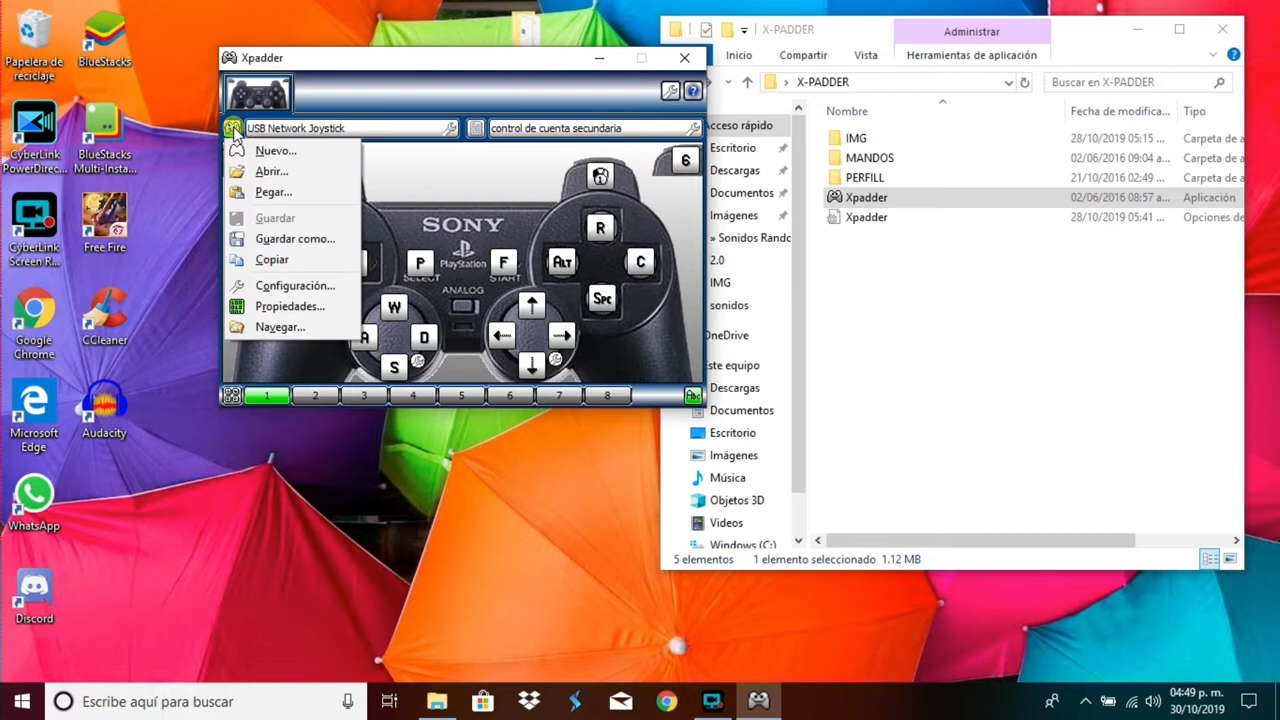 Papelera de
reciclaje
BlueStacks
CyberLink
PowerDirec...
BlueStacks
Multi-Insta...
CyberLink
Screen R...
Free Fire
Google
Chrome
CCleaner
Microsoft
Edge
Audacity
WhatsApp
Discord
Xpadder
USB Network Joystick
control de cuenta secundaria
Nuevo...
Abrir...
Pegar...
Guardar
Guardar como...
Copiar
Configuración...
Propiedades...
Navegar...
SONY
PlayStation
SELECT
START
ANALOG
P
F
W
A
D
S
R
Alt
C
Spc
6
1
2
3
4
5
6
7
8
Abc
X-PADDER
Administrar
Inicio
Compartir
Vista
Herramientas de aplicación
X-PADDER
Buscar en X-PADDER
Acceso rápido
Escritorio
Descargas
Documentos
Imágenes
» Sonidos Rando
2.0
IMG
sonidos
OneDrive
Este equipo
Descargas
Documentos
Escritorio
Imágenes
Música
Objetos 3D
Videos
Windows (C:)
Nombre
Fecha de modifica...
Tipo
IMG
28/10/2019 05:15 ...
Carpeta de a
MANDOS
02/06/2016 09:04 a...
Carpeta de a
PERFILL
21/10/2016 02:49 ...
Carpeta de a
Xpadder
02/06/2016 08:57 a...
Aplicación
Xpadder
28/10/2019 05:41 ...
Opciones de
5 elementos
1 elemento seleccionado 1.12 MB
Escribe aquí para buscar
04:49 p. m.
30/10/2019